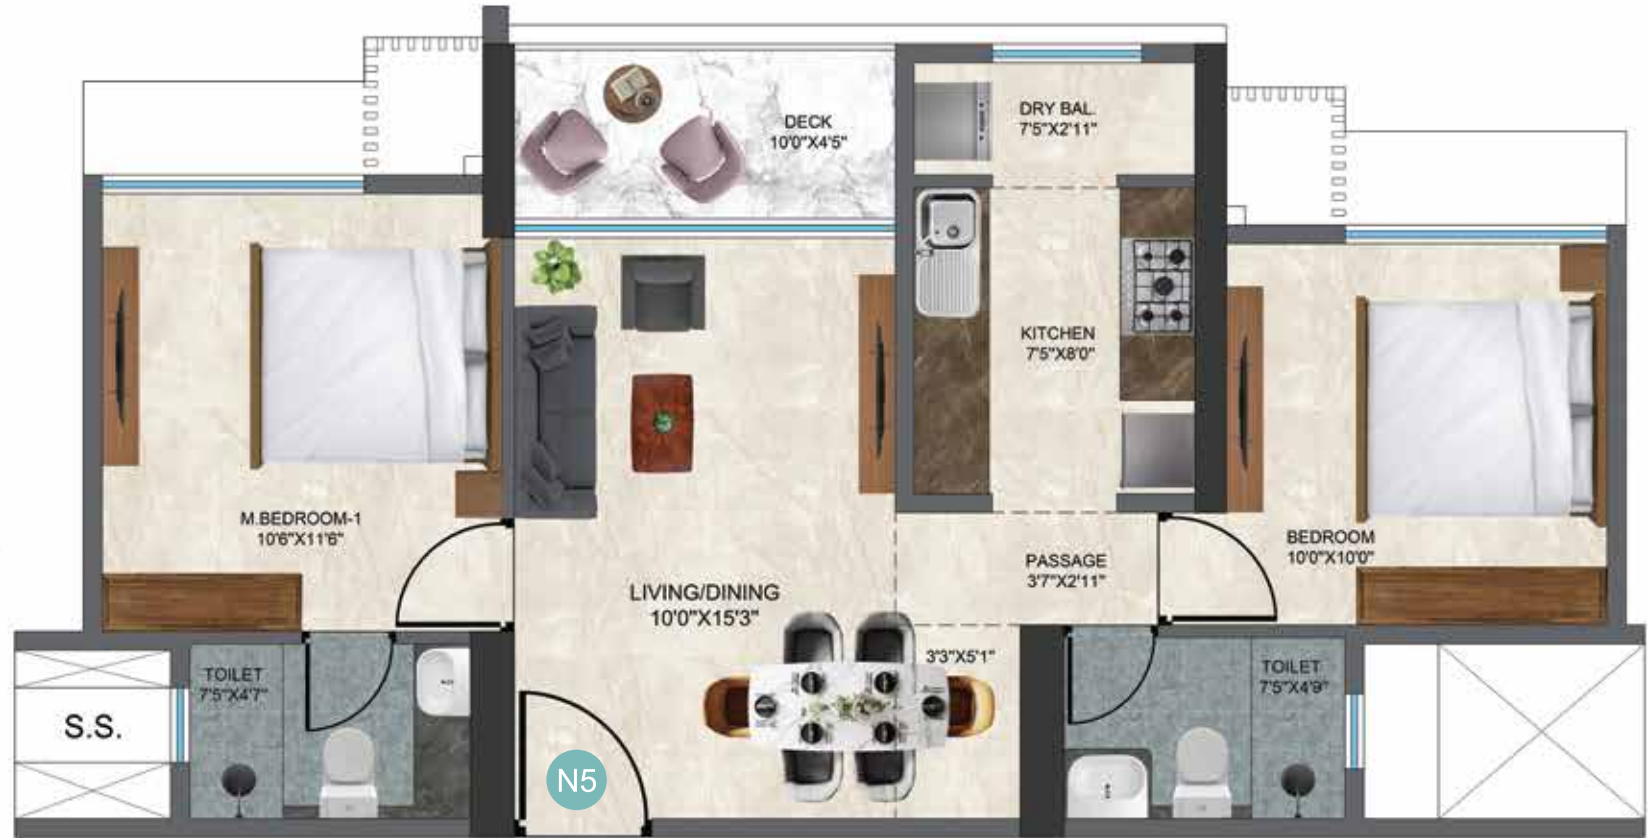 DECK
10'0"X4'5"
DRY BAL.
7'5"X2'11"
KITCHEN
7'5"X8'0"
M.BEDROOM-1
10'6"X11'6"
BEDROOM
10'0"X10'0"
PASSAGE
3'7"X2'11"
LIVING/DINING
10'0"X15'3"
3'3"X5'1"
TOILET
7'5"X4'7"
TOILET
7'5"X4'9"
S.S.
N5